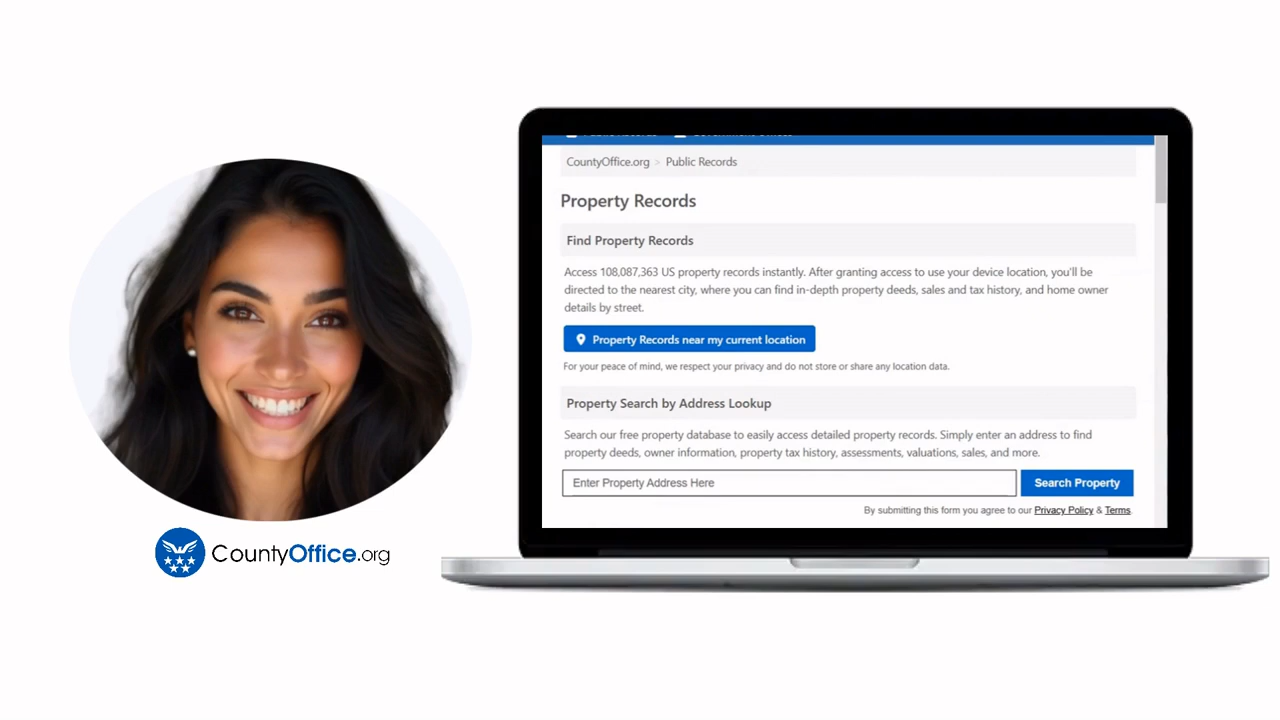 CountyOffice.org > Public Records
Property Records
Find Property Records
Access 108,087,363 US property records instantly. After granting access to use your device location, you'll be
directed to the nearest city, where you can find in-depth property deeds, sales and tax history, and home owner
details by street.
Property Records near my current location
For your peace of mind, we respect your privacy and do not store or share any location data.
Property Search by Address Lookup
Search our free property database to easily access detailed property records. Simply enter an address to find
property deeds, owner information, property tax history, assessments, valuations, sales, and more.
Enter Property Address Here
Search Property
By submitting this form you agree to our Privacy Policy & Terms.
CountyOffice.org